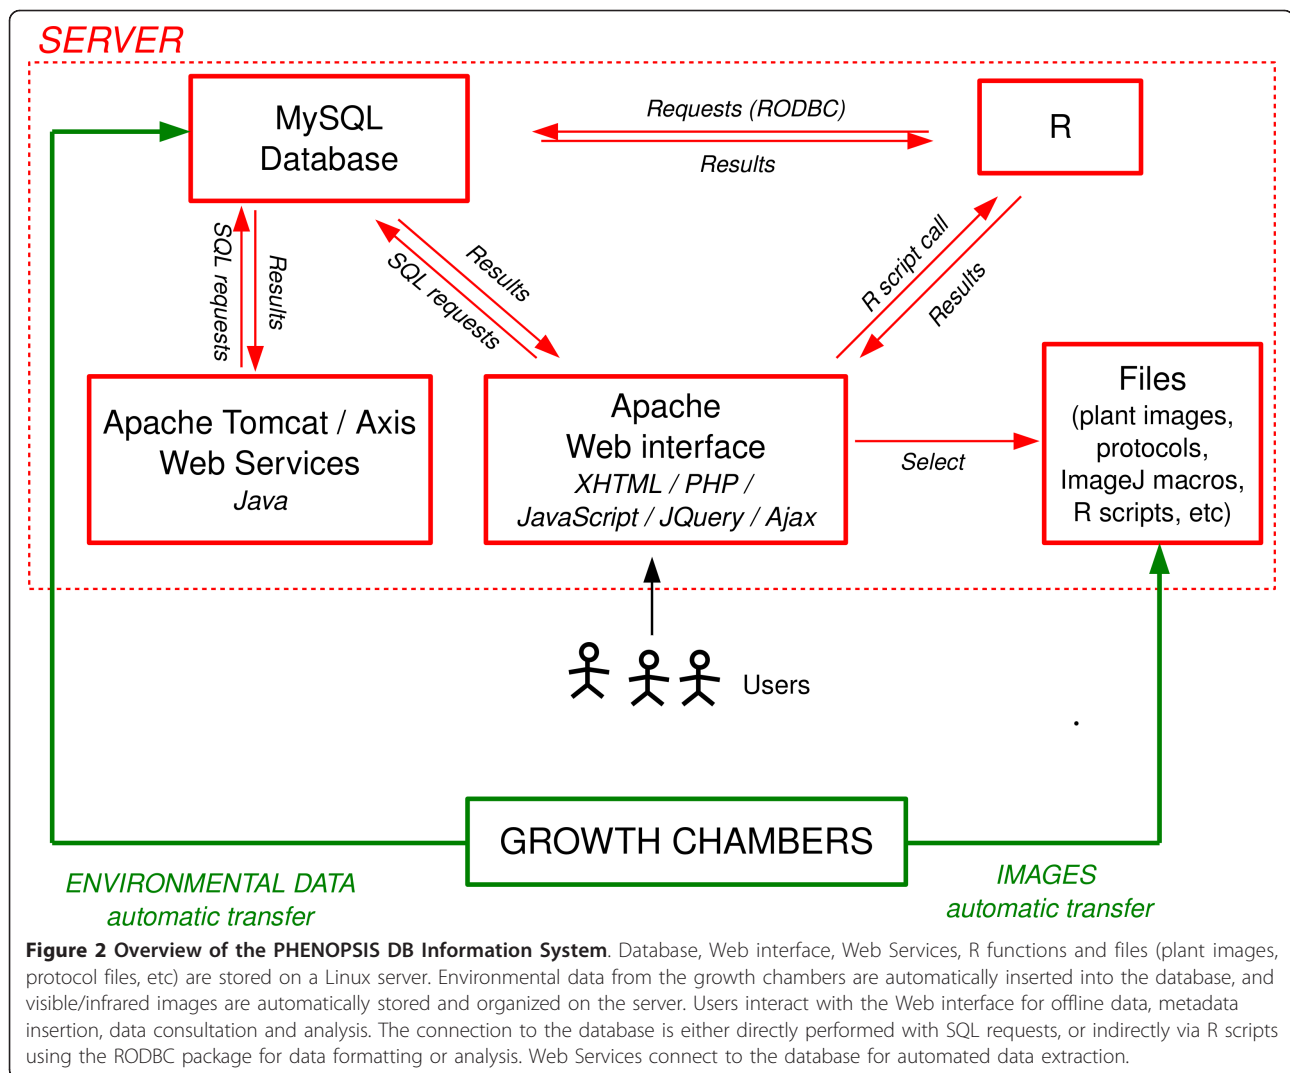 SERVER
MySQL
Database
Requests (RODBC)
Results
R
SQL requests
Results
Results
SQL requests
R script call
Results
Apache Tomcat / Axis
Web Services
Java
Apache
Web interface
XHTML / PHP /
JavaScript / JQuery / Ajax
Select
Files
(plant images,
protocols,
ImageJ macros,
R scripts, etc)
Users
GROWTH CHAMBERS
ENVIRONMENTAL DATA
automatic transfer
IMAGES
automatic transfer
Figure 2 Overview of the PHENOPSIS DB Information System. Database, Web interface, Web Services, R functions and files (plant images,
protocol files, etc) are stored on a Linux server. Environmental data from the growth chambers are automatically inserted into the database, and
visible/infrared images are automatically stored and organized on the server. Users interact with the Web interface for offline data, metadata
insertion, data consultation and analysis. The connection to the database is either directly performed with SQL requests, or indirectly via R scripts
using the RODBC package for data formatting or analysis. Web Services connect to the database for automated data extraction.